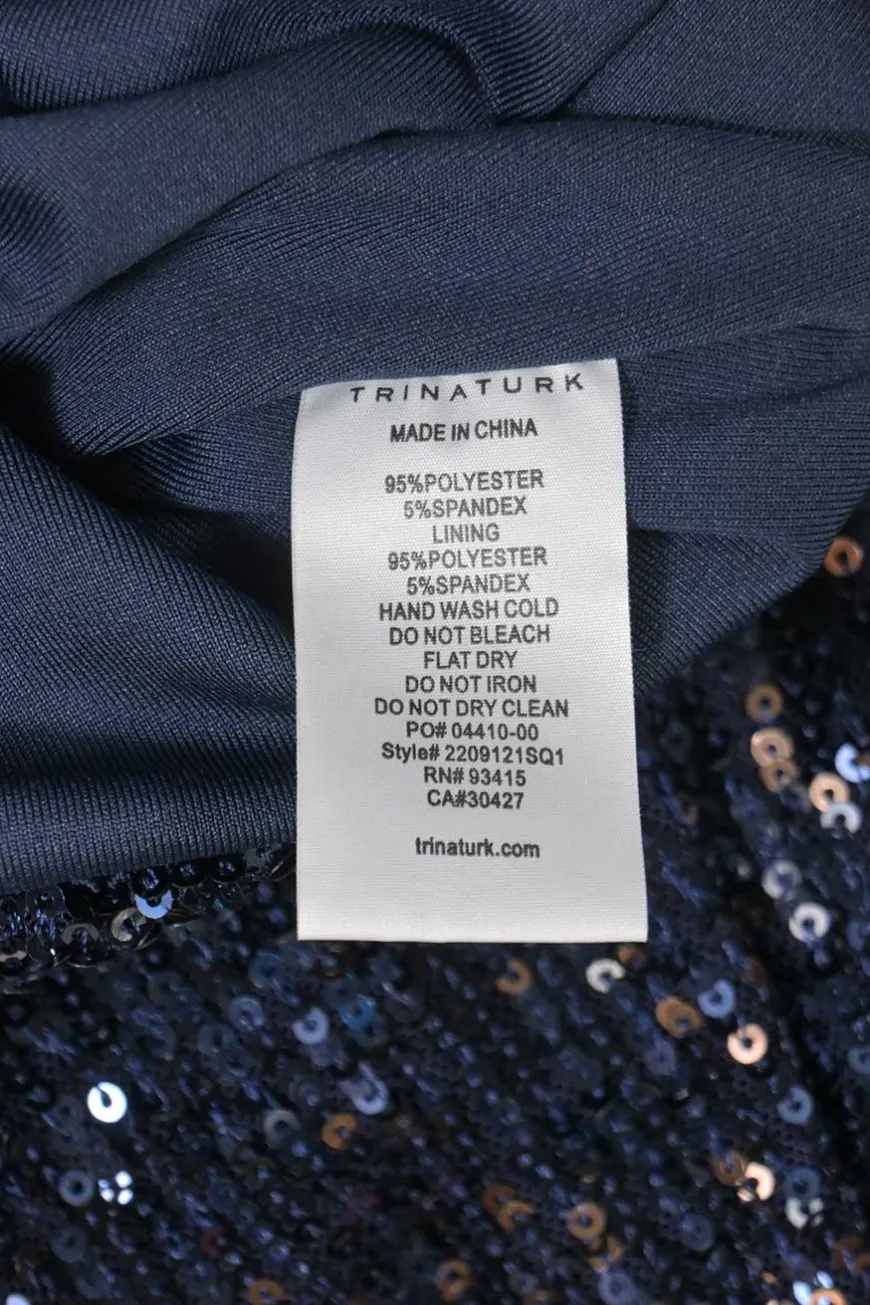 TRINATURK
MADE IN CHINA
95%POLYESTER
5%SPANDEX
LINING
95%POLYESTER
5%SPANDEX
HAND WASH COLD
DO NOT BLEACH
FLAT DRY
DO NOT IRON
DO NOT DRY CLEAN
PO# 04410-00
Style# 2209121SQ1
RN# 93415
CA#30427
trinaturk.com